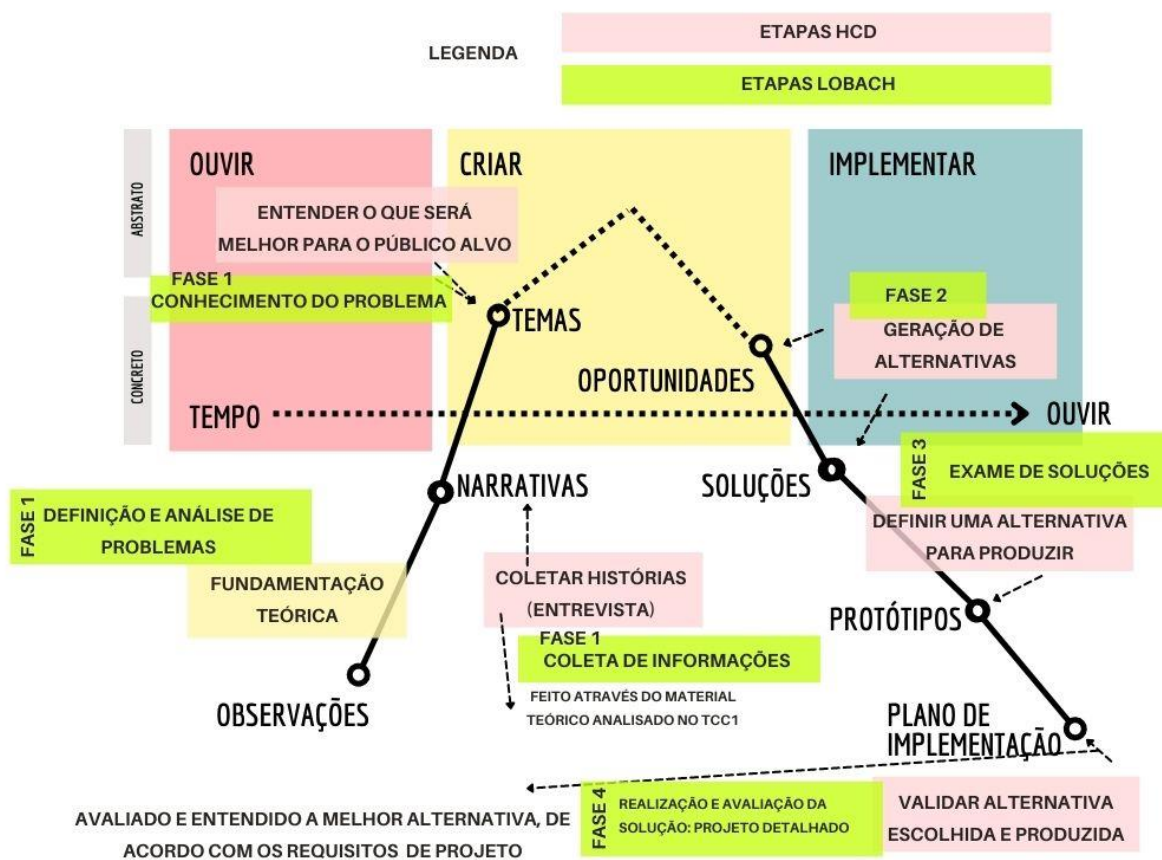 LEGENDA
ETAPAS HCD
ETAPAS LOBACH
ABSTRATO
CONCRETO
OUVIR
CRIAR
IMPLEMENTAR
ENTENDER O QUE SERÁ
MELHOR PARA O PÚBLICO ALVO
FASE 1
CONHECIMENTO DO PROBLEMA
TEMAS
FASE 2
GERAÇÃO DE
ALTERNATIVAS
OPORTUNIDADES
TEMPO
OUVIR
NARRATIVAS
SOLUÇÕES
FASE 3
EXAME DE SOLUÇÕES
FASE 1
DEFINIÇÃO E ANÁLISE DE
PROBLEMAS
DEFINIR UMA ALTERNATIVA
PARA PRODUZIR
FUNDAMENTAÇÃO
TEÓRICA
COLETAR HISTÓRIAS
(ENTREVISTA)
PROTÓTIPOS
FASE 1
COLETA DE INFORMAÇÕES
FEITO ATRAVÉS DO MATERIAL
TEÓRICO ANALISADO NO TCC1
OBSERVAÇÕES
PLANO DE
IMPLEMENTAÇÃO
AVALIADO E ENTENDIDO A MELHOR ALTERNATIVA, DE
ACORDO COM OS REQUISITOS DE PROJETO
FASE 4
REALIZAÇÃO E AVALIAÇÃO DA
SOLUÇÃO: PROJETO DETALHADO
VALIDAR ALTERNATIVA
ESCOLHIDA E PRODUZIDA